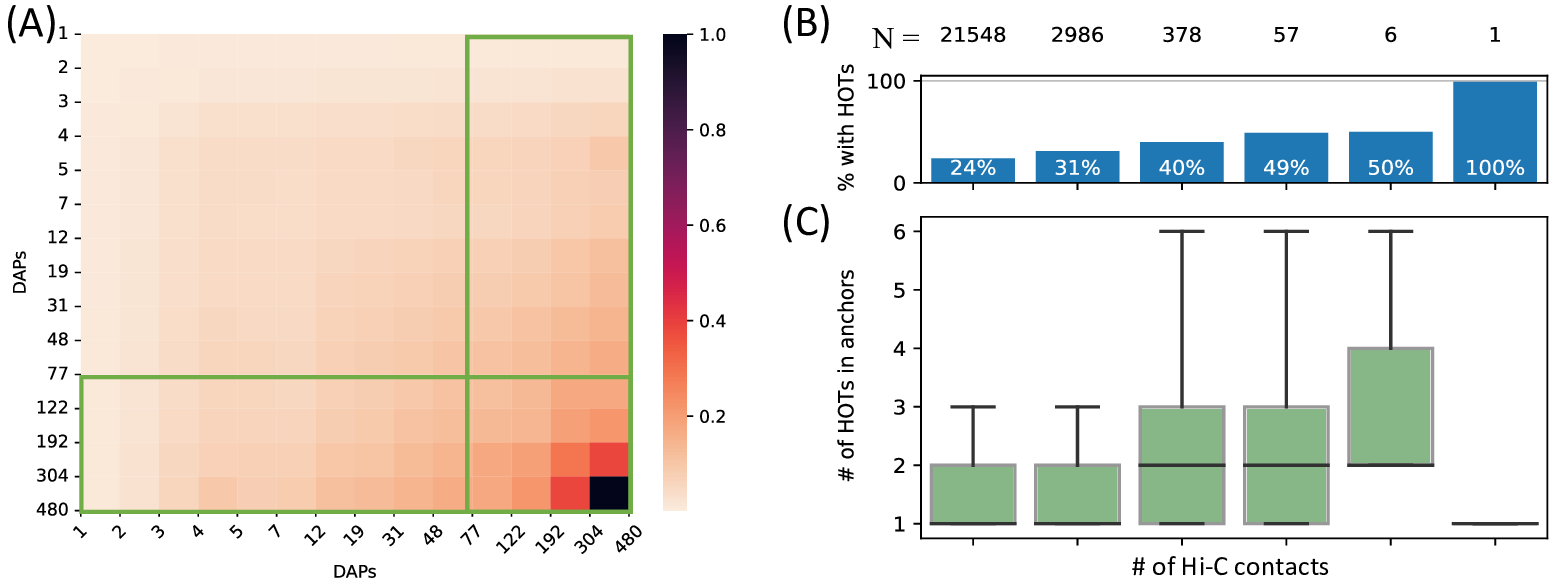 (A)
1
2
3
4
5
7
12
19
31
48
77
122
192
304
480
DAPs
1 2 3 4 5 7 12 19 31 48 77 122 192 304 480
DAPs
1.0
0.8
0.6
0.4
0.2
(B)
N = 21548 2986 378 57 6 1
% with HOTs
100
0
24% 31% 40% 49% 50% 100%
(C)
# of HOTs in anchors
6
5
4
3
2
1
# of Hi-C contacts